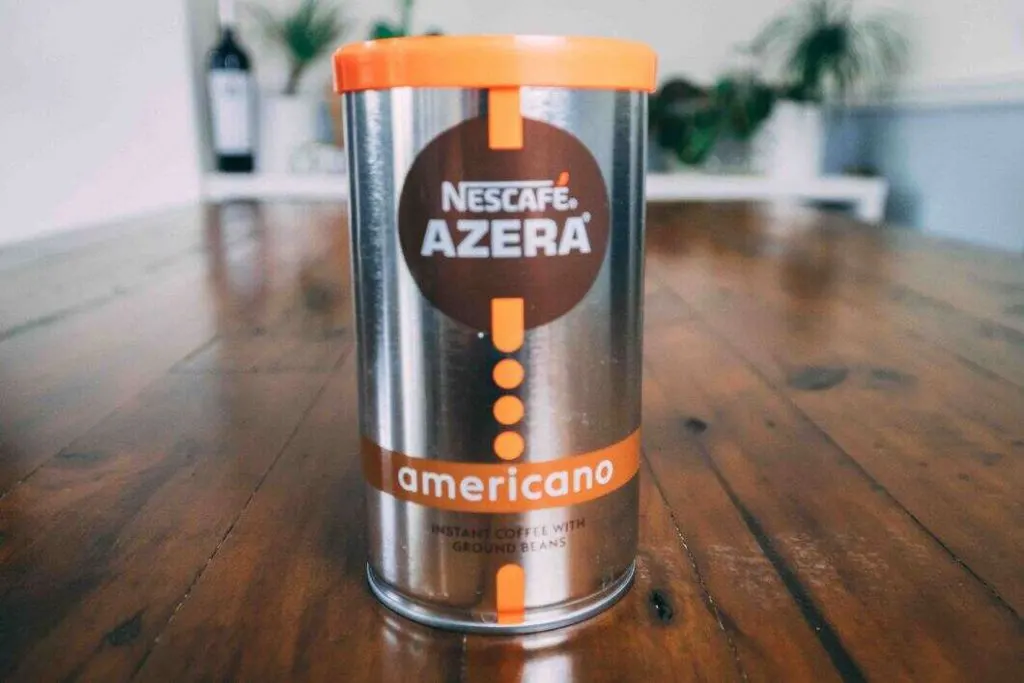 NESCAFÉ®
AZERA®
americano
INSTANT COFFEE WITH
GROUND BEANS